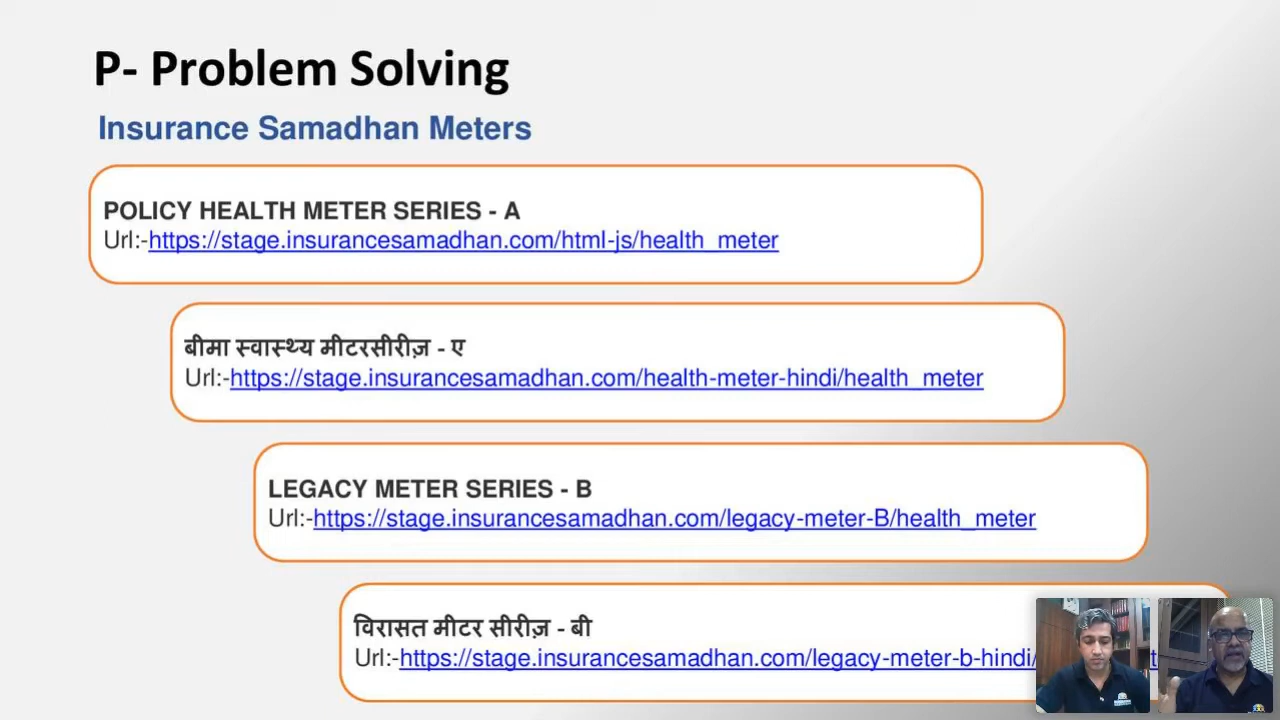 P- Problem Solving
Insurance Samadhan Meters
POLICY HEALTH METER SERIES - A
Url:-https://stage.insurancesamadhan.com/html-js/health_meter
बीमा स्वास्थ्य मीटरसीरीज़ - ए
Url:-https://stage.insurancesamadhan.com/health-meter-hindi/health_meter
LEGACY METER SERIES - B
Url:-https://stage.insurancesamadhan.com/legacy-meter-B/health_meter
विरासत मीटर सीरीज़ - बी
Url:-https://stage.insurancesamadhan.com/legacy-meter-b-hindi/